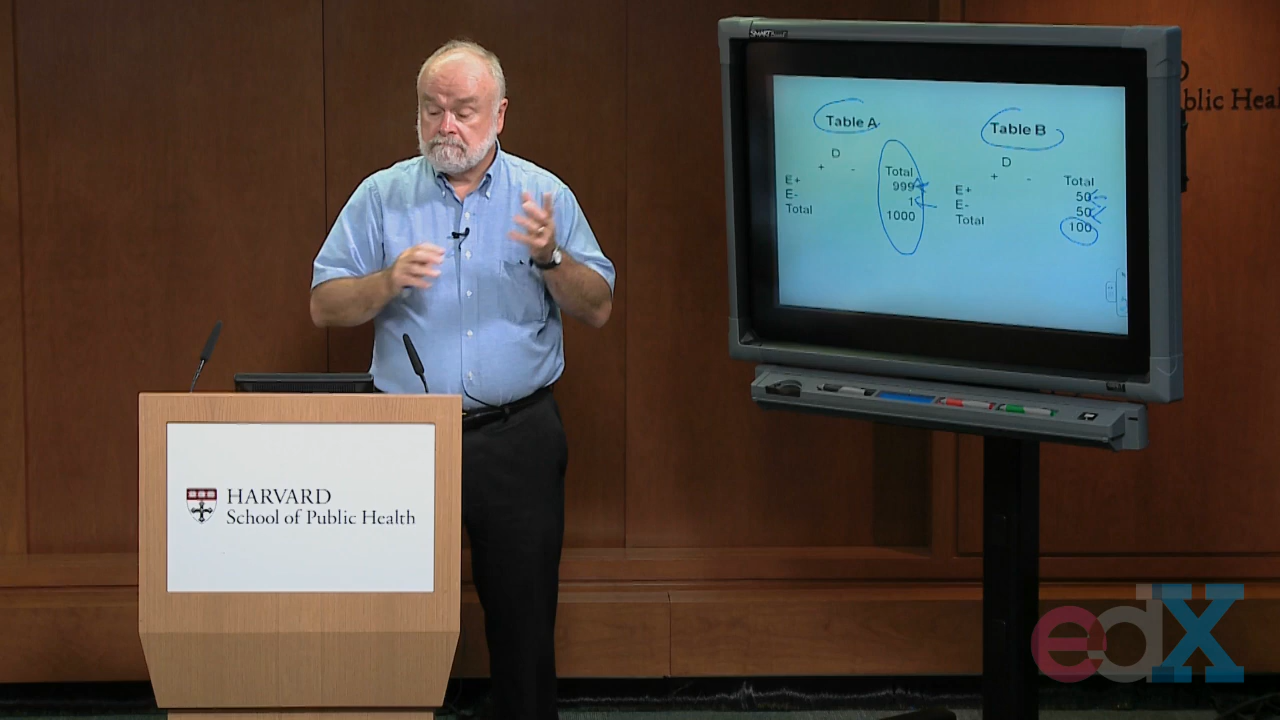 SMART
Table A
D
+ -
Total
E+ 999
E- 1
Total 1000
Table B
D
+ -
Total
E+ 50
E- 50
Total 100
blic Heal
HARVARD
School of Public Health
edX